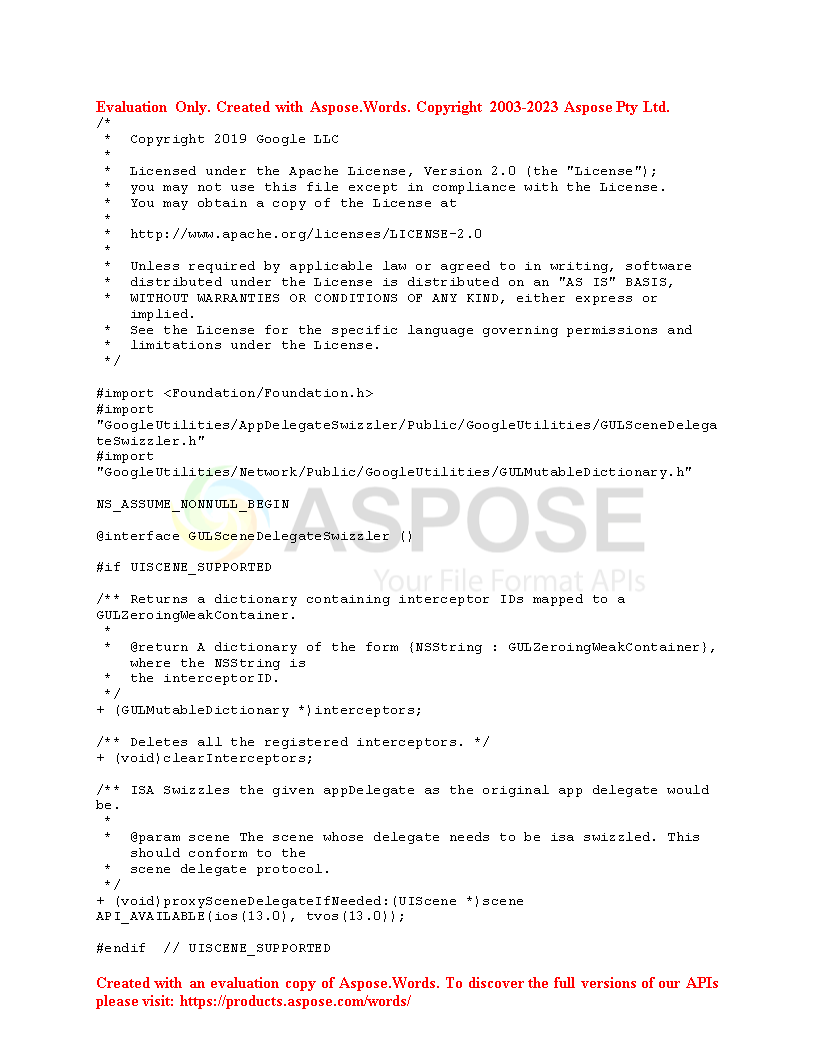 Evaluation Only. Created with Aspose.Words. Copyright 2003-2023 Aspose Pty Ltd.
/*
 *  Copyright 2019 Google LLC
 *
 *  Licensed under the Apache License, Version 2.0 (the "License");
 *  you may not use this file except in compliance with the License.
 *  You may obtain a copy of the License at
 *
 *  http://www.apache.org/licenses/LICENSE-2.0
 *
 *  Unless required by applicable law or agreed to in writing, software
 *  distributed under the License is distributed on an "AS IS" BASIS,
 *  WITHOUT WARRANTIES OR CONDITIONS OF ANY KIND, either express or
    implied.
 *  See the License for the specific language governing permissions and
 *  limitations under the License.
 */

#import <Foundation/Foundation.h>
#import
"GoogleUtilities/AppDelegateSwizzler/Public/GoogleUtilities/GULSceneDelega
teSwizzler.h"
#import
"GoogleUtilities/Network/Public/GoogleUtilities/GULMutableDictionary.h"

NS_ASSUME_NONNULL_BEGIN

@interface GULSceneDelegateSwizzler ()
ASPOSE

#if UISCENE_SUPPORTED
Your File Format APIs

/** Returns a dictionary containing interceptor IDs mapped to a
GULZeroingWeakContainer.
 *
 *  @return A dictionary of the form {NSString : GULZeroingWeakContainer},
    where the NSString is
 *  the interceptorID.
 */
+ (GULMutableDictionary *)interceptors;

/** Deletes all the registered interceptors. */
+ (void)clearInterceptors;

/** ISA Swizzles the given appDelegate as the original app delegate would
be.
 *
 *  @param scene The scene whose delegate needs to be isa swizzled. This
    should conform to the
 *  scene delegate protocol.
 */
+ (void)proxySceneDelegateIfNeeded:(UIScene *)scene
API_AVAILABLE(ios(13.0), tvos(13.0));

#endif  // UISCENE_SUPPORTED

Created with an evaluation copy of Aspose.Words. To discover the full versions of our APIs
please visit: https://products.aspose.com/words/